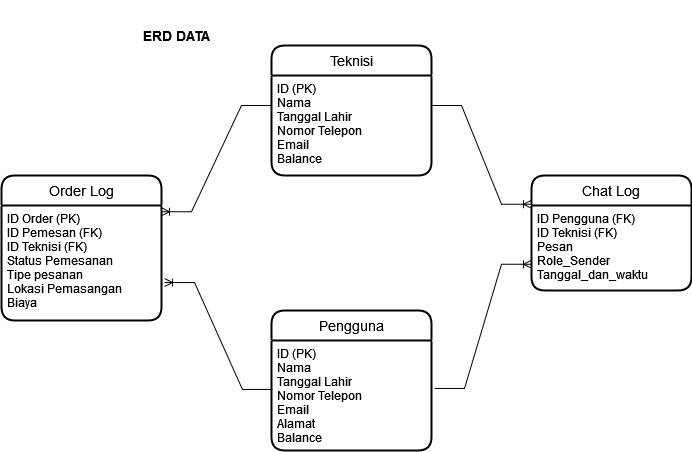 ERD DATA
Teknisi
ID (PK)
Nama
Tanggal Lahir
Nomor Telepon
Email
Balance
Order Log
ID Order (PK)
ID Pemesan (FK)
ID Teknisi (FK)
Status Pemesanan
Tipe pesanan
Lokasi Pemasangan
Biaya
Chat Log
ID Pengguna (FK)
ID Teknisi (FK)
Pesan
Role_Sender
Tanggal_dan_waktu
Pengguna
ID (PK)
Nama
Tanggal Lahir
Nomor Telepon
Email
Alamat
Balance